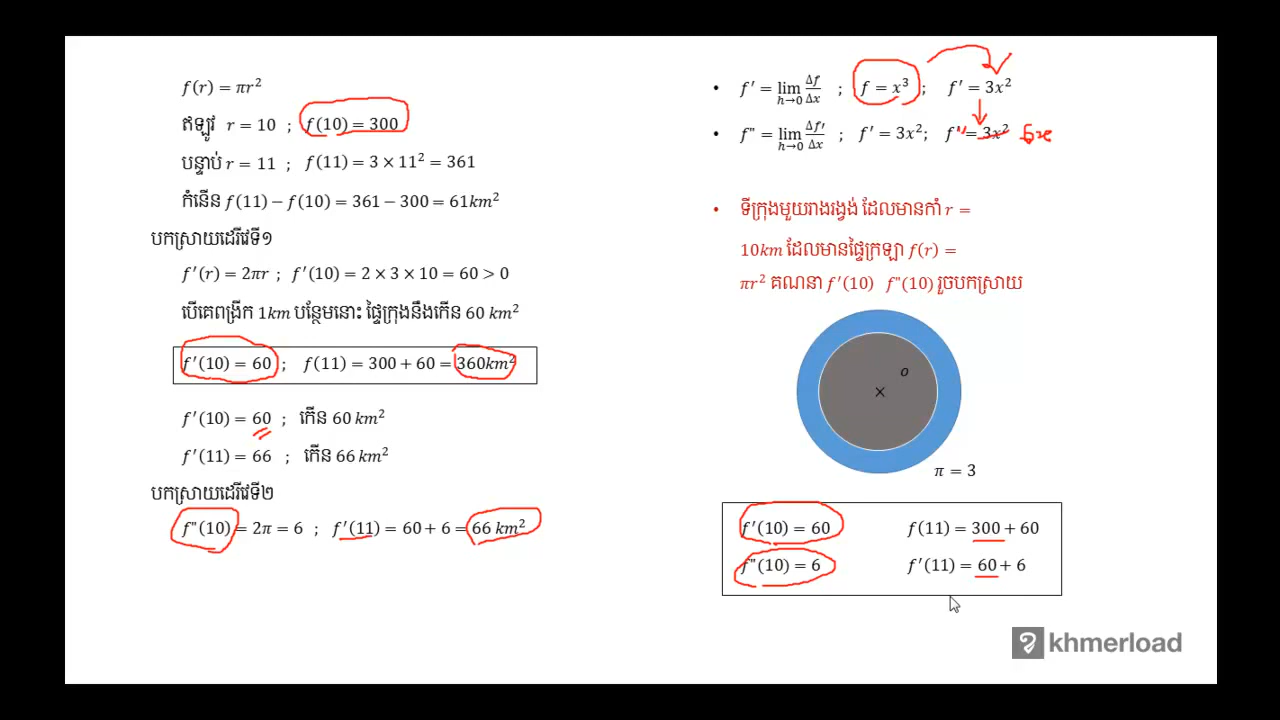 f(r) = πr²
ឥឡូវ r = 10 ; f(10) = 300
បន្ទាប់ r = 11 ; f(11) = 3 × 11² = 361
កំនើន f(11) − f(10) = 361 − 300 = 61km²
បកស្រាយដេរីវេទី១
f′(r) = 2πr ; f′(10) = 2 × 3 × 10 = 60 > 0
បើគេពង្រីក 1km បន្ថែមនោះ ផ្ទៃក្រុងនឹងកើន 60 km²
f′(10) = 60 ; f(11) = 300 + 60 = 360km²
f′(10) = 60 ; កើន 60 km²
f′(11) = 66 ; កើន 66 km²
បកស្រាយដេរីវេទី២
f"(10) = 2π = 6 ; f′(11) = 60 + 6 = 66 km²
• f′ = lim h→0 Δf/Δx ; f = x³ ; f′ = 3x²
• f" = lim h→0 Δf′/Δx ; f′ = 3x²; f" = 3x² 6x
• ទីក្រុងមួយរាងរង្វង់ ដែលមានកាំ r =
10km ដែលមានផ្ទៃក្រឡា f(r) =
πr² គណនា f′(10) f"(10) រួចបកស្រាយ
o
×
π = 3
f′(10) = 60 f(11) = 300 + 60
f"(10) = 6 f′(11) = 60 + 6
khmerload